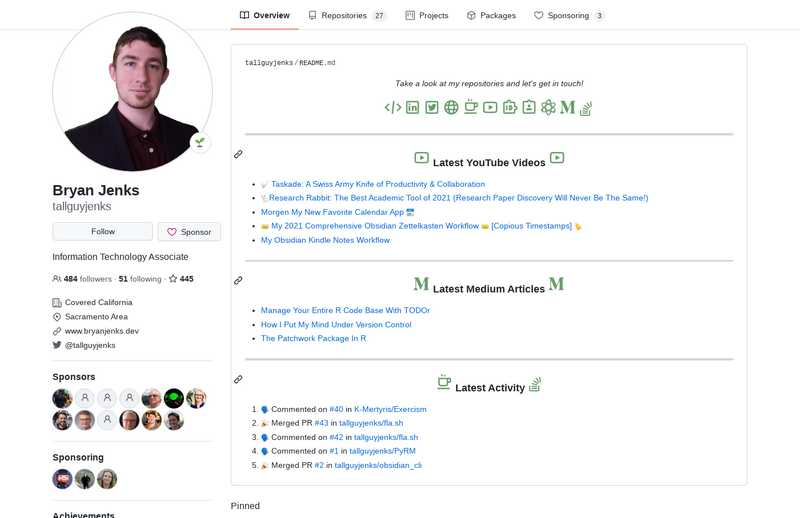 Overview
Repositories 27
Projects
Packages
Sponsoring 3
Bryan Jenks
tallguyjenks
Follow
Sponsor
Information Technology Associate
484 followers · 51 following · 445
Covered California
Sacramento Area
www.bryanjenks.dev
@tallguyjenks
Sponsors
Sponsoring
Achievements
tallguyjenks / README.md
Take a look at my repositories and let's get in touch!
Latest YouTube Videos
Taskade: A Swiss Army Knife of Productivity & Collaboration
Research Rabbit: The Best Academic Tool of 2021 (Research Paper Discovery Will Never Be The Same!)
Morgen My New Favorite Calendar App
My 2021 Comprehensive Obsidian Zettelkasten Workflow [Copious Timestamps]
My Obsidian Kindle Notes Workflow
M Latest Medium Articles M
Manage Your Entire R Code Base With TODOr
How I Put My Mind Under Version Control
The Patchwork Package In R
Latest Activity
1. Commented on #40 in K-Mertyris/Exercism
2. Merged PR #43 in tallguyjenks/fla.sh
3. Commented on #42 in tallguyjenks/fla.sh
4. Commented on #1 in tallguyjenks/PyRM
5. Merged PR #2 in tallguyjenks/obsidian_cli
Pinned